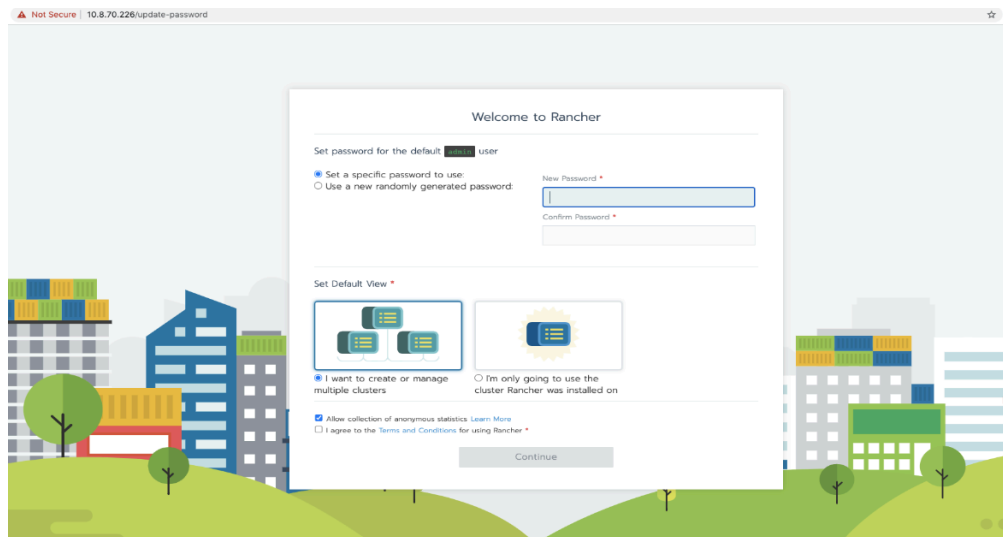 Not Secure | 10.8.70.226/update-password
Welcome to Rancher
Set password for the default admin user
Set a specific password to use:
Use a new randomly generated password:
New Password *
Confirm Password *
Set Default View *
I want to create or manage
multiple clusters
I'm only going to use the
cluster Rancher was installed on
Allow collection of anonymous statistics Learn More
I agree to the Terms and Conditions for using Rancher *
Continue